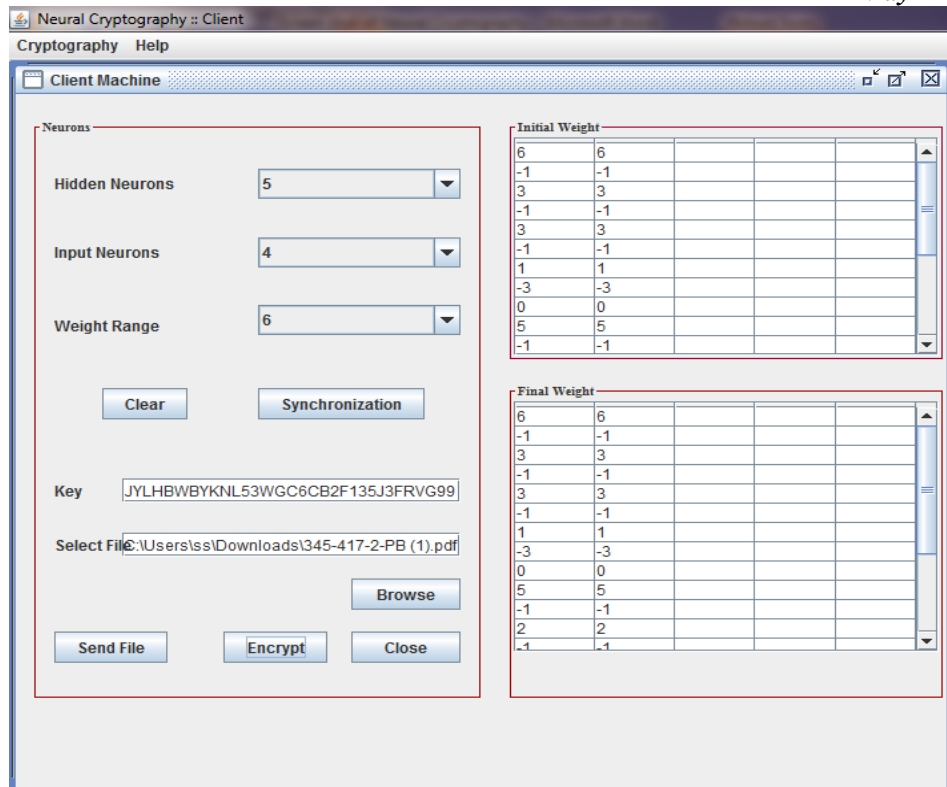 Neural Cryptography :: Client
Cryptography Help
Client Machine
Neurons
Hidden Neurons 5
Input Neurons 4
Weight Range 6
Clear Synchronization
Key JYLHBWBYKNL53WGC6CB2F135J3FRVG99
Select File C:\Users\ss\Downloads\345-417-2-PB (1).pdf
Browse
Send File Encrypt Close
Initial Weight
6 6
-1 -1
3 3
-1 -1
3 3
-1 -1
1 1
-3 -3
0 0
5 5
-1 -1
Final Weight
6 6
-1 -1
3 3
-1 -1
3 3
-1 -1
1 1
-3 -3
0 0
5 5
-1 -1
2 2
-1 -1